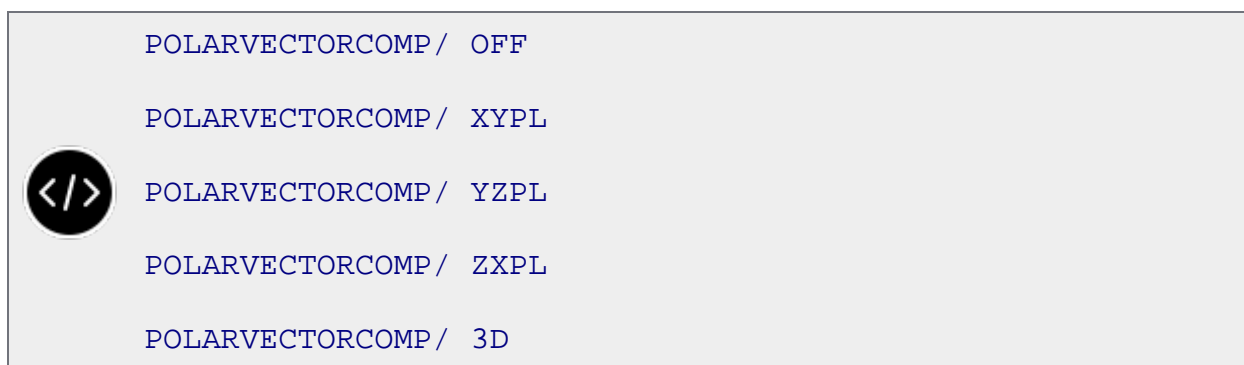 POLARVECTORCOMP/ OFF
POLARVECTORCOMP/ XYPL
POLARVECTORCOMP/ YZPL
POLARVECTORCOMP/ ZXPL
POLARVECTORCOMP/ 3D